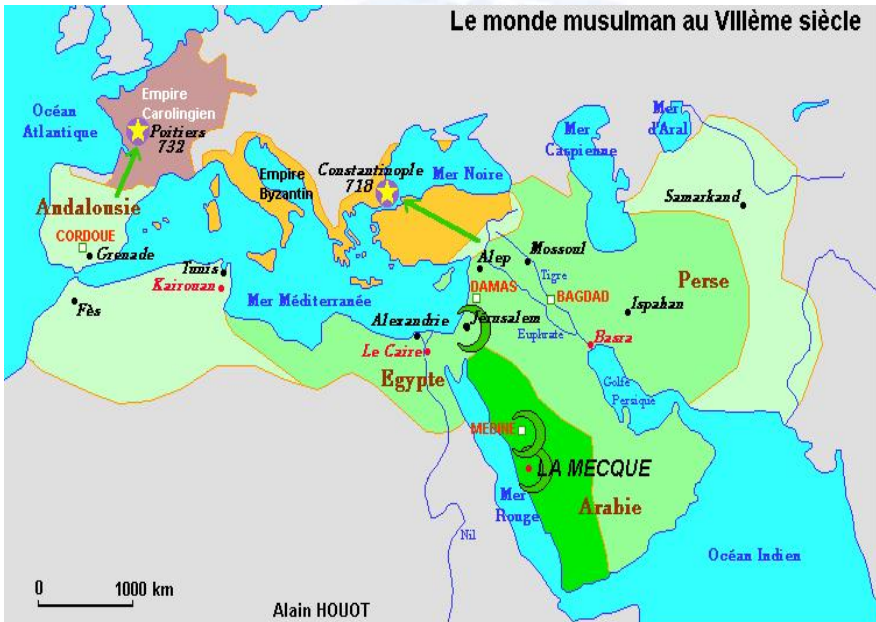 Le monde musulman au VIIIème siècle
Empire
Carolingien
Océan
Atlantique
Poitiers
732
Mer
d'Aral
Mer
Caspienne
Constantinople
718
Mer Noire
Empire
Byzantin
Samarkand
Andalousie
CORDOUE
Grenade
Tunis
Kairouan
Fès
Mer Méditerranée
Alep
Mossoul
Tigre
DAMAS
BAGDAD
Perse
Ispahan
Alexandrie
Jérusalem
Euphrate
Basra
Le Caire
Egypte
Golfe
Persique
MEDINE
LA MECQUE
Mer
Rouge
Arabie
Nil
Océan Indien
0 1000 km
Alain HOUOT